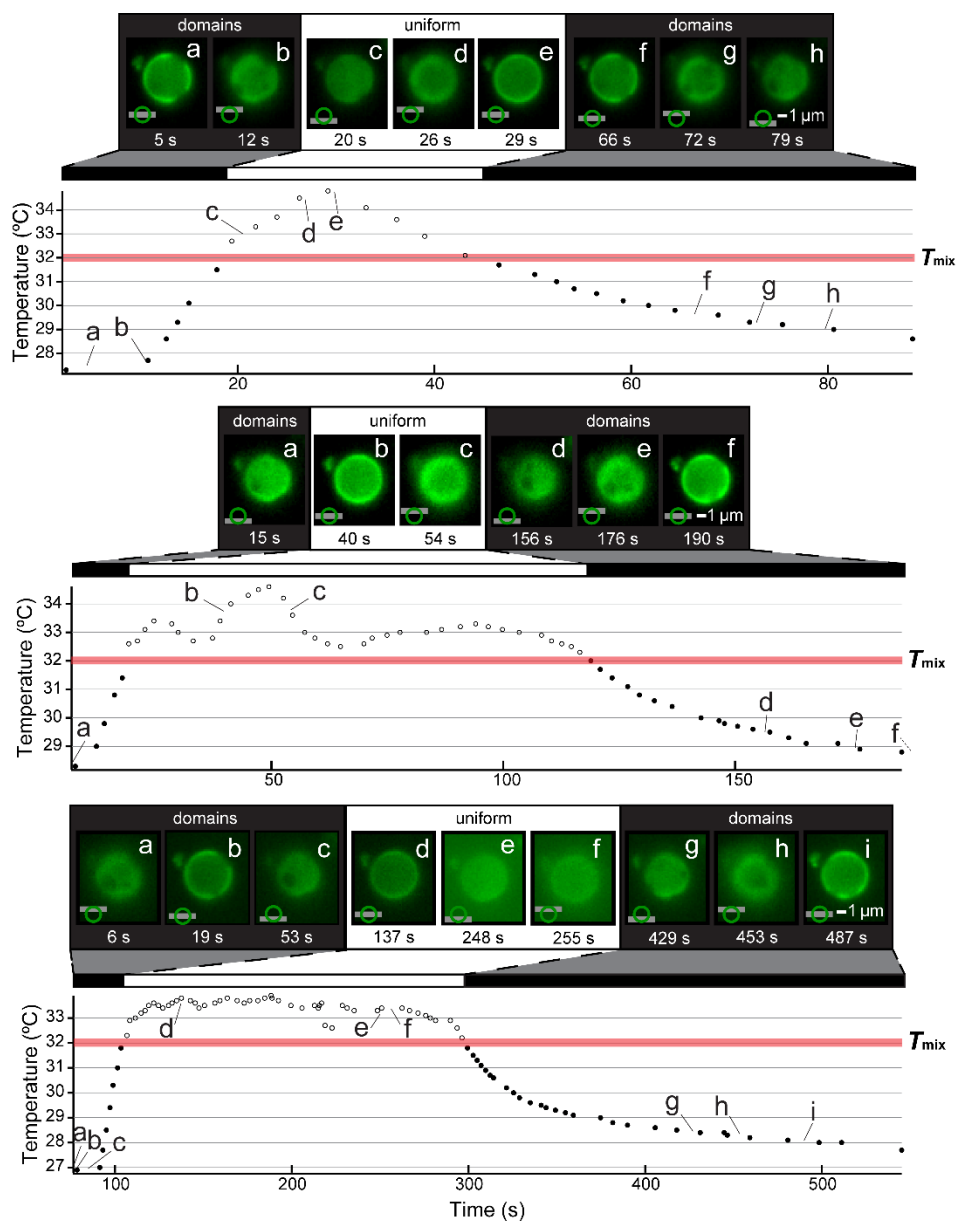 domains uniform domains
a b c d e f g h
1 μm
5 s 12 s 20 s 26 s 29 s 66 s 72 s 79 s
Temperature (ºC)
34
33
32
31
30
29
28
c d e
a b f g h
Tmix
20 40 60 80
domains uniform domains
a b c d e f
1 μm
15 s 40 s 54 s 156 s 176 s 190 s
Temperature (ºC)
34
33
32
31
30
29
b c
a d e f
Tmix
50 100 150
domains uniform domains
a b c d e f g h i
1 μm
6 s 19 s 53 s 137 s 248 s 255 s 429 s 453 s 487 s
Temperature (ºC)
33
32
31
30
29
28
27
d e f
a b c g h i
Tmix
100 200 300 400 500
Time (s)